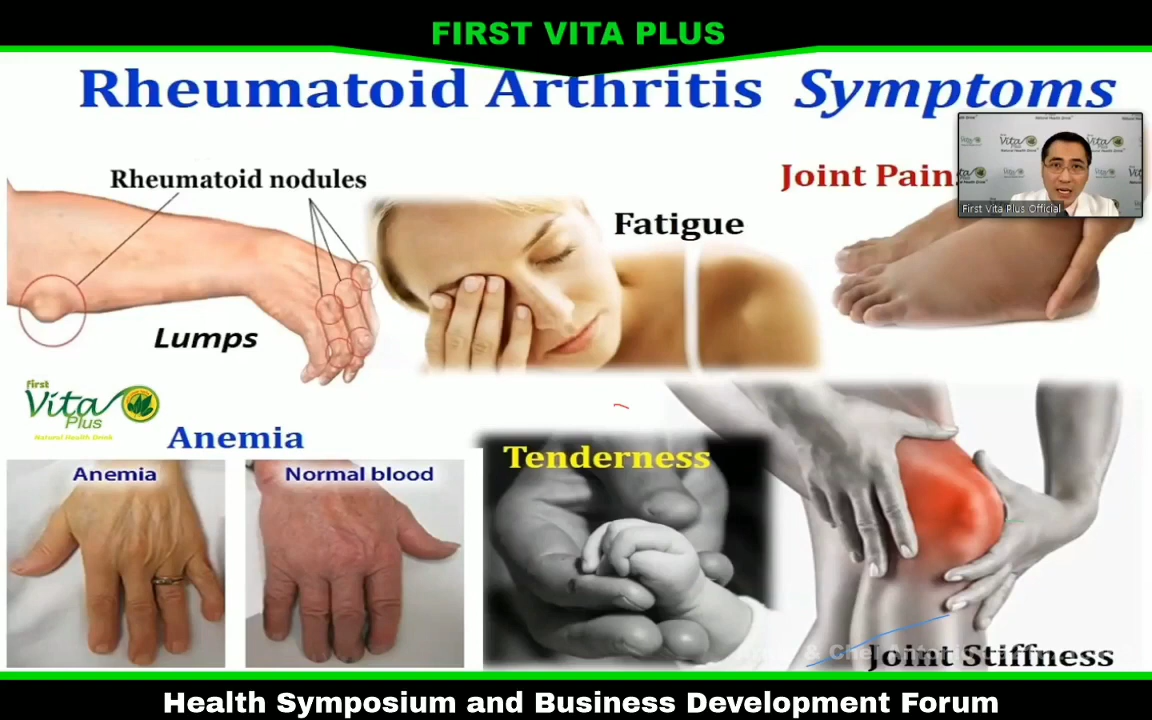 FIRST VITA PLUS
Rheumatoid Arthritis Symptoms
Rheumatoid nodules
Fatigue
Joint Pain
First Vita Plus Official
Lumps
First
Vita
Plus
Natural Health Drink
Anemia
Anemia
Normal blood
Tenderness
Joint Stiffness
Health Symposium and Business Development Forum